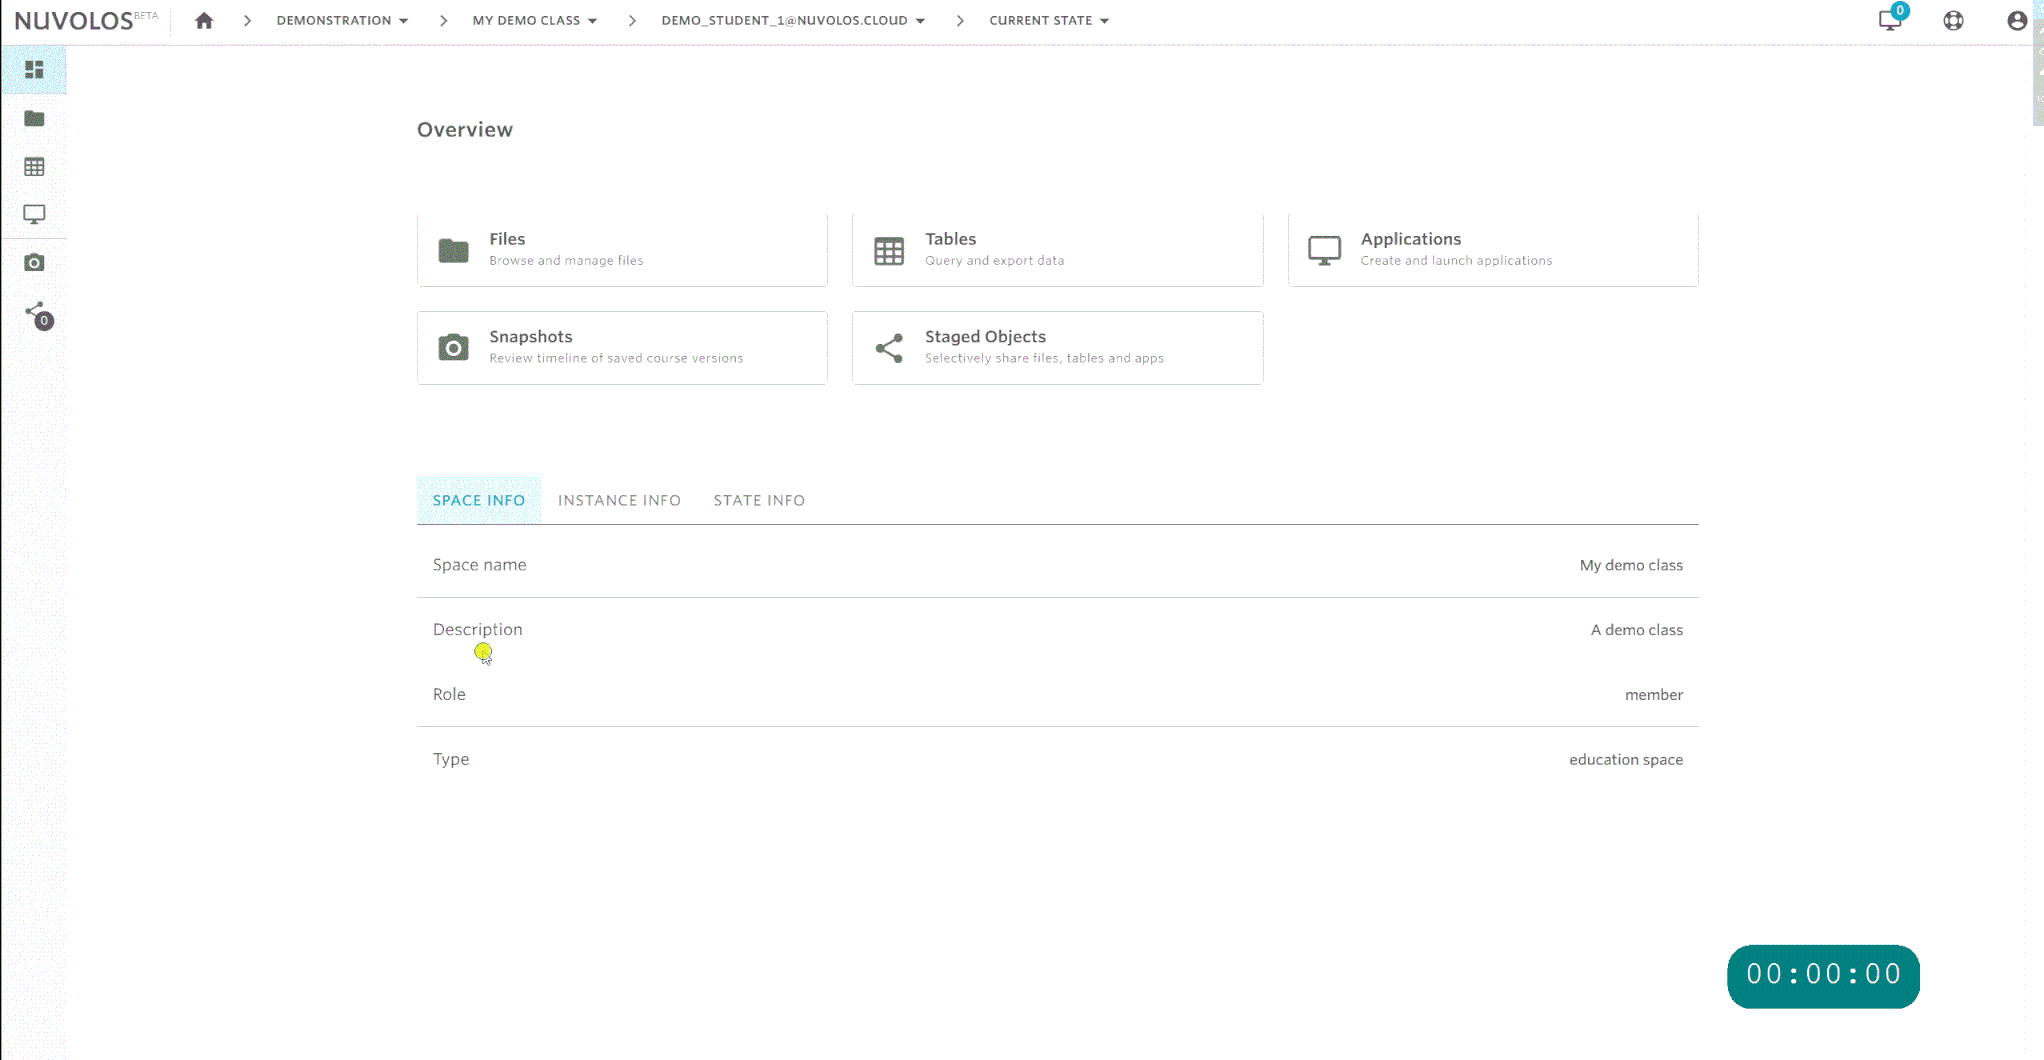 NUVOLOS BETA DEMONSTRATION MY DEMO CLASS DEMO_STUDENT_1@NUVOLOS.CLOUD CURRENT STATE 0
Overview
Files Tables Applications
Browse and manage files Query and export data Create and launch applications
0
Snapshots Staged Objects
Review timeline of saved course versions Selectively share files, tables and apps
SPACE INFO INSTANCE INFO STATE INFO
Space name My demo class
Description A demo class
Role member
Type education space
00:00:00